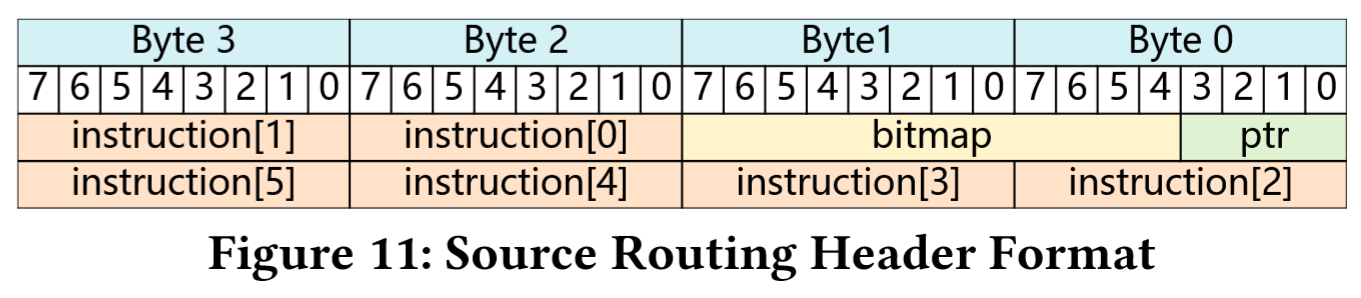 Byte 3 Byte 2 Byte1 Byte 0
7 6 5 4 3 2 1 0 7 6 5 4 3 2 1 0 7 6 5 4 3 2 1 0 7 6 5 4 3 2 1 0
instruction[1] instruction[0] bitmap ptr
instruction[5] instruction[4] instruction[3] instruction[2]
Figure 11: Source Routing Header Format